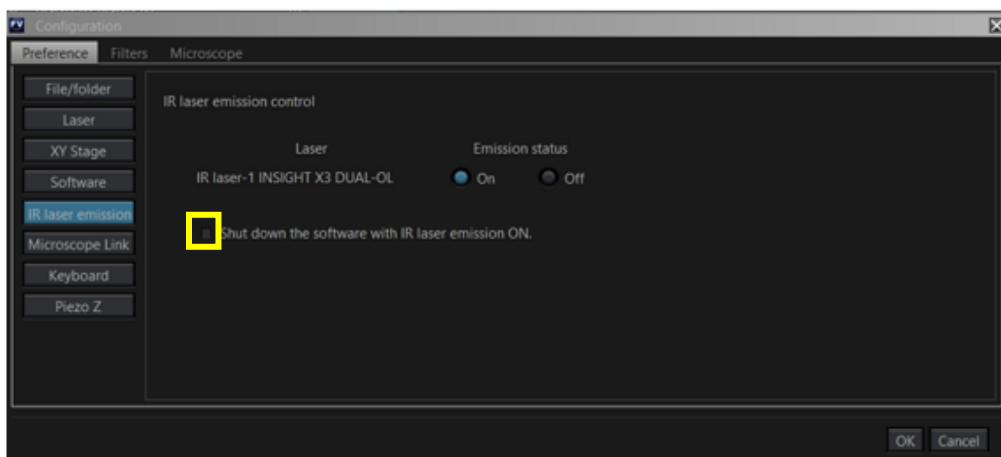 FV Configuration
Preference Filters Microscope
File/folder
Laser
XY Stage
Software
IR laser emission
Microscope Link
Keyboard
Piezo Z
IR laser emission control
Laser Emission status
IR laser-1 INSIGHT X3 DUAL-OL On Off
Shut down the software with IR laser emission ON.
OK Cancel